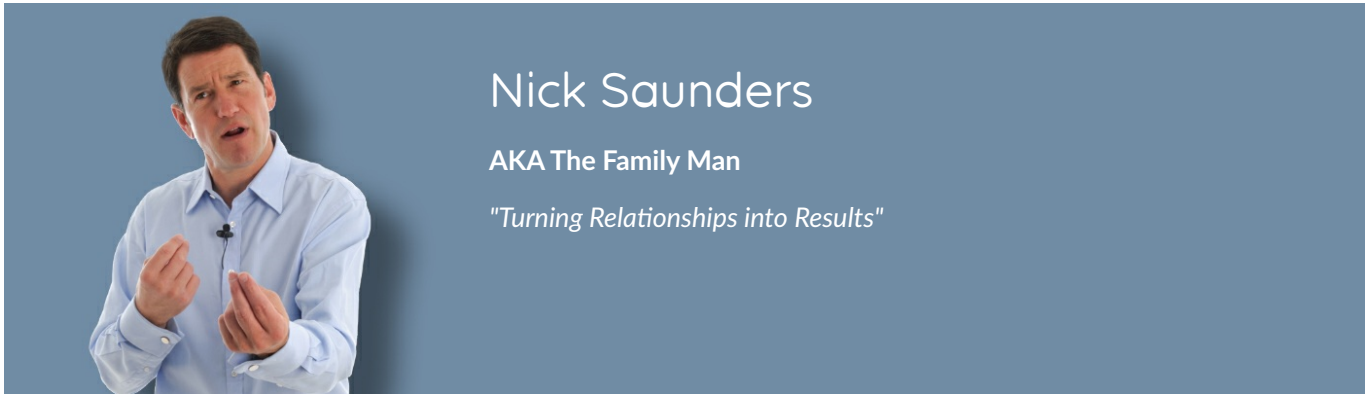 Nick Saunders
AKA The Family Man
"Turning Relationships into Results"